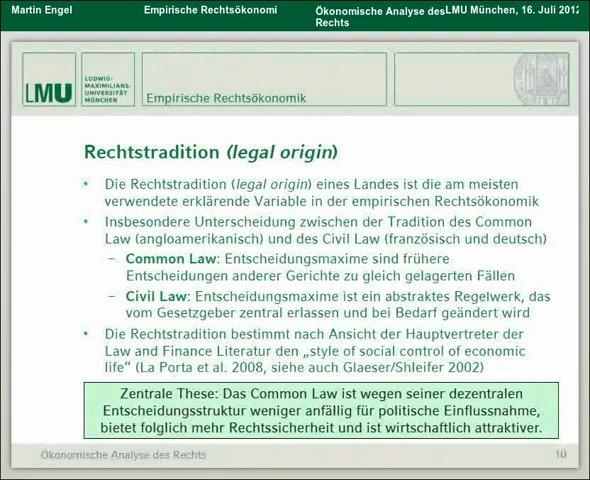 Martin Engel
Empirische Rechtsökonomi
Ökonomische Analyse des
Rechts
LMU München, 16. Juli 2012
LMU
LUDWIG-
MAXIMILIANS-
UNIVERSITÄT
MÜNCHEN
Empirische Rechtsökonomik
Rechtstradition (legal origin)
• Die Rechtstradition (legal origin) eines Landes ist die am meisten
verwendete erklärende Variable in der empirischen Rechtsökonomik
• Insbesondere Unterscheidung zwischen der Tradition des Common
Law (angloamerikanisch) und des Civil Law (französisch und deutsch)
– Common Law: Entscheidungsmaxime sind frühere
Entscheidungen anderer Gerichte zu gleich gelagerten Fällen
– Civil Law: Entscheidungsmaxime ist ein abstraktes Regelwerk, das
vom Gesetzgeber zentral erlassen und bei Bedarf geändert wird
• Die Rechtstradition bestimmt nach Ansicht der Hauptvertreter der
Law and Finance Literatur den „style of social control of economic
life“ (La Porta et al. 2008, siehe auch Glaeser/Shleifer 2002)
Zentrale These: Das Common Law ist wegen seiner dezentralen
Entscheidungsstruktur weniger anfällig für politische Einflussnahme,
bietet folglich mehr Rechtssicherheit und ist wirtschaftlich attraktiver.
Ökonomische Analyse des Rechts
10